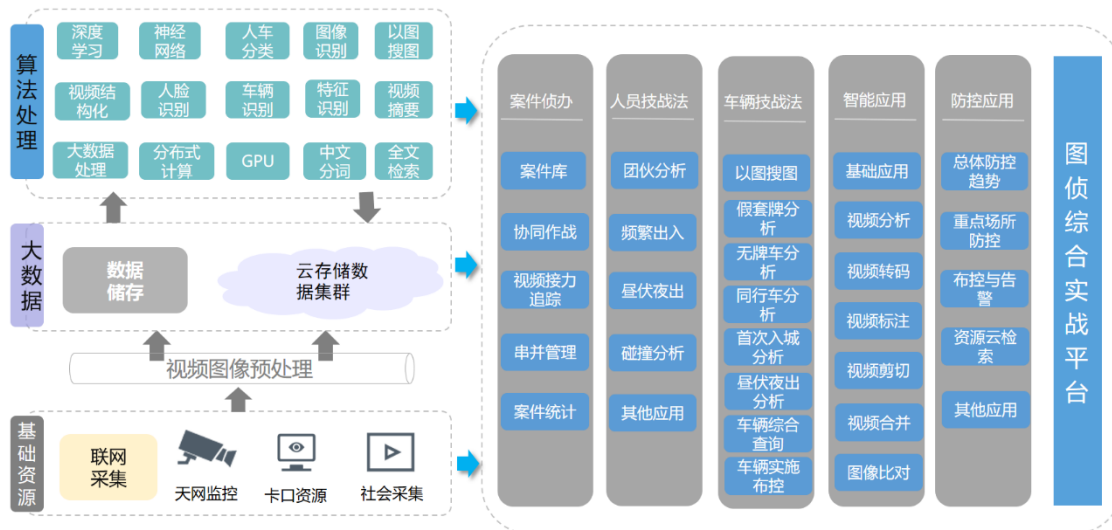 算法处理
深度
学习
神经
网络
人车
分类
图像
识别
以图
搜图
视频结
构化
人脸
识别
车辆
识别
特征
识别
视频
摘要
大数据
处理
分布式
计算
GPU
中文
分词
全文
检索
大数据
数据
储存
云存储数
据集群
视频图像预处理
基础资源
联网
采集
天网监控
卡口资源
社会采集
案件侦办
案件库
协同作战
视频接力
追踪
串并管理
案件统计
人员技战法
团伙分析
频繁出入
昼伏夜出
碰撞分析
其他应用
车辆技战法
以图搜图
假套牌分
析
无牌车分
析
同行车分
析
首次入城
分析
昼伏夜出
分析
车辆综合
查询
车辆实施
布控
智能应用
基础应用
视频分析
视频转码
视频标注
视频剪切
视频合并
图像比对
防控应用
总体防控
趋势
重点场所
防控
布控与告
警
资源云检
索
其他应用
图侦综合实战平台